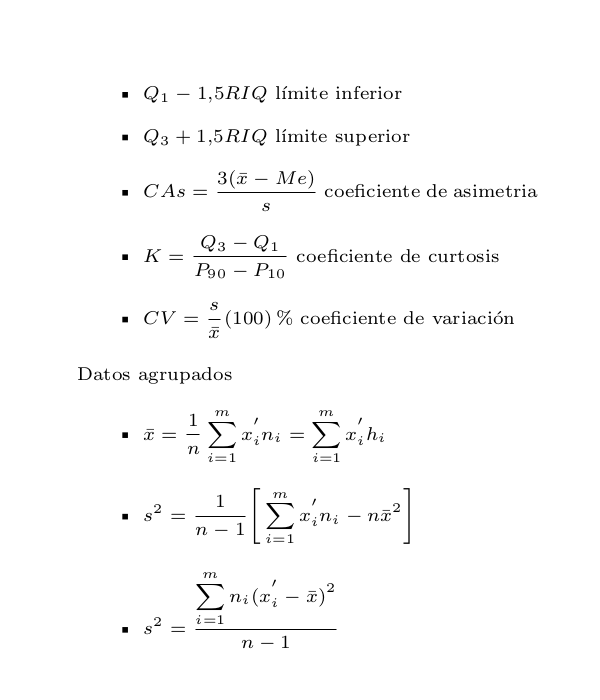 ▪ Q₁ − 1,5RIQ límite inferior
▪ Q₃ + 1,5RIQ límite superior
▪ CAs = \frac{3(\bar{x} − Me)}{s} coeficiente de asimetria
▪ K = \frac{Q_3 − Q_1}{P_{90} − P_{10}} coeficiente de curtosis
▪ CV = \frac{s}{\bar{x}}(100) % coeficiente de variación
Datos agrupados
▪ \bar{x} = \frac{1}{n} \sum_{i=1}^{m} x_i^{'} n_i = \sum_{i=1}^{m} x_i^{'} h_i
▪ s^2 = \frac{1}{n − 1} \left[ \sum_{i=1}^{m} x_i^{'} n_i − n\bar{x}^2 \right]
▪ s^2 = \frac{\sum_{i=1}^{m} n_i (x_i^{'} − \bar{x})^2}{n − 1}